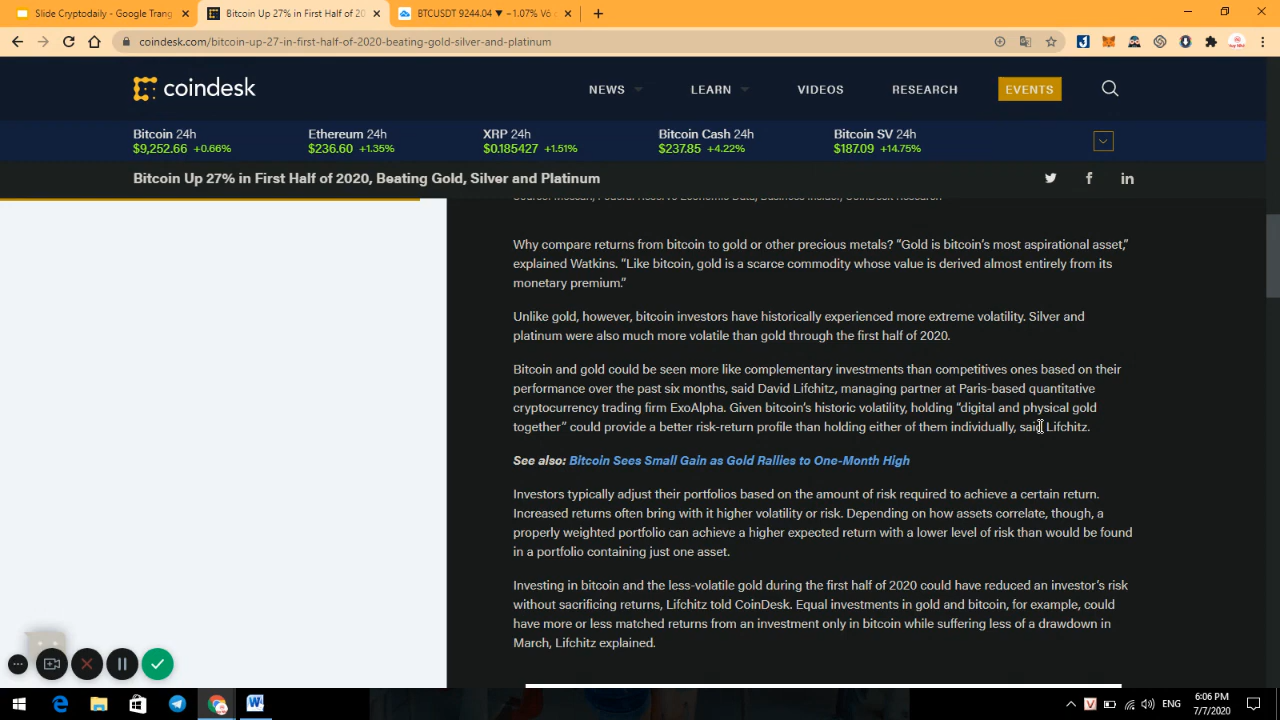 Slide Cryptodaily - Google Trang
Bitcoin Up 27% in First Half of 20
BTCUSDT 9244.04 ▼ −1.07% Vô d
coindesk.com/bitcoin-up-27-in-first-half-of-2020-beating-gold-silver-and-platinum
coindesk
NEWS
LEARN
VIDEOS
RESEARCH
EVENTS
Bitcoin 24h
$9,252.66 +0.66%
Ethereum 24h
$236.60 +1.35%
XRP 24h
$0.185427 +1.51%
Bitcoin Cash 24h
$237.85 +4.22%
Bitcoin SV 24h
$187.09 +14.75%
Bitcoin Up 27% in First Half of 2020, Beating Gold, Silver and Platinum
Source: Messari, Federal Reserve Economic Data, Business Insider, CoinDesk Research
Why compare returns from bitcoin to gold or other precious metals? “Gold is bitcoin’s most aspirational asset,”
explained Watkins. “Like bitcoin, gold is a scarce commodity whose value is derived almost entirely from its
monetary premium.”
Unlike gold, however, bitcoin investors have historically experienced more extreme volatility. Silver and
platinum were also much more volatile than gold through the first half of 2020.
Bitcoin and gold could be seen more like complementary investments than competitives ones based on their
performance over the past six months, said David Lifchitz, managing partner at Paris-based quantitative
cryptocurrency trading firm ExoAlpha. Given bitcoin’s historic volatility, holding “digital and physical gold
together” could provide a better risk-return profile than holding either of them individually, said Lifchitz.
See also: Bitcoin Sees Small Gain as Gold Rallies to One-Month High
Investors typically adjust their portfolios based on the amount of risk required to achieve a certain return.
Increased returns often bring with it higher volatility or risk. Depending on how assets correlate, though, a
properly weighted portfolio can achieve a higher expected return with a lower level of risk than would be found
in a portfolio containing just one asset.
Investing in bitcoin and the less-volatile gold during the first half of 2020 could have reduced an investor’s risk
without sacrificing returns, Lifchitz told CoinDesk. Equal investments in gold and bitcoin, for example, could
have more or less matched returns from an investment only in bitcoin while suffering less of a drawdown in
March, Lifchitz explained.
ENG
6:06 PM
7/7/2020